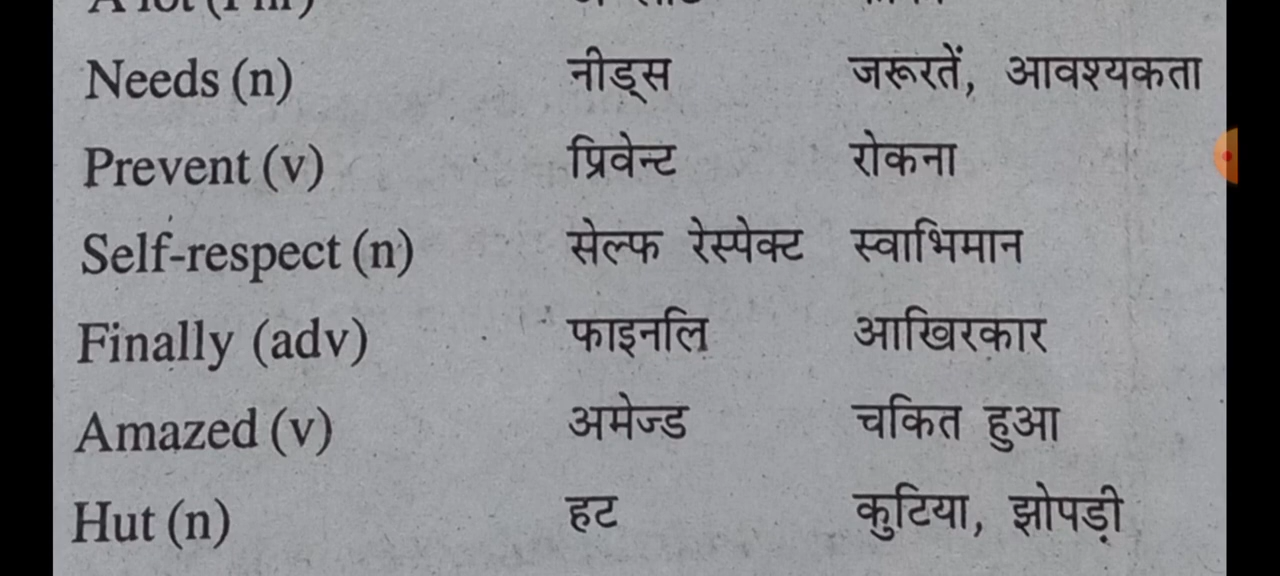 Needs (n) नीड्स जरूरतें, आवश्यकता
Prevent (v) प्रिवेन्ट रोकना
Self-respect (n) सेल्फ रेस्पेक्ट स्वाभिमान
Finally (adv) फाइनलि आखिरकार
Amazed (v) अमेज्ड चकित हुआ
Hut (n) हट कुटिया, झोपड़ी